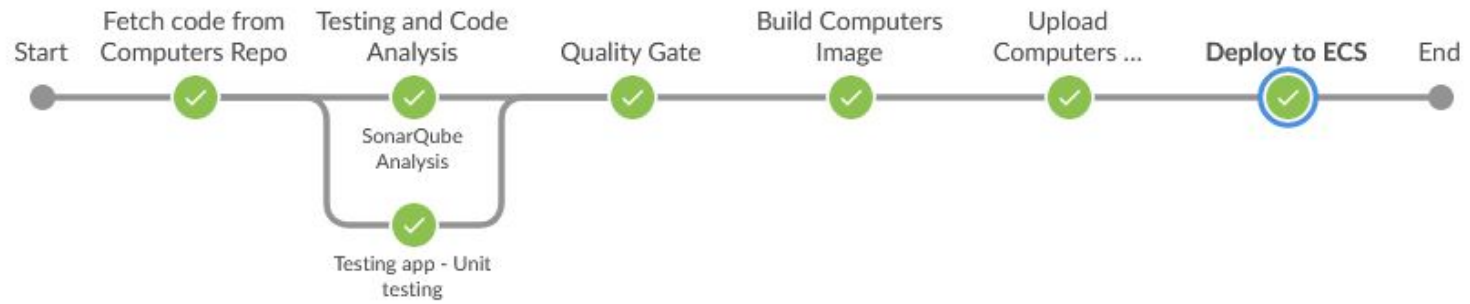 Start
Fetch code from
Computers Repo
Testing and Code
Analysis
Quality Gate
Build Computers
Image
Upload
Computers ...
Deploy to ECS
End
SonarQube
Analysis
Testing app - Unit
testing